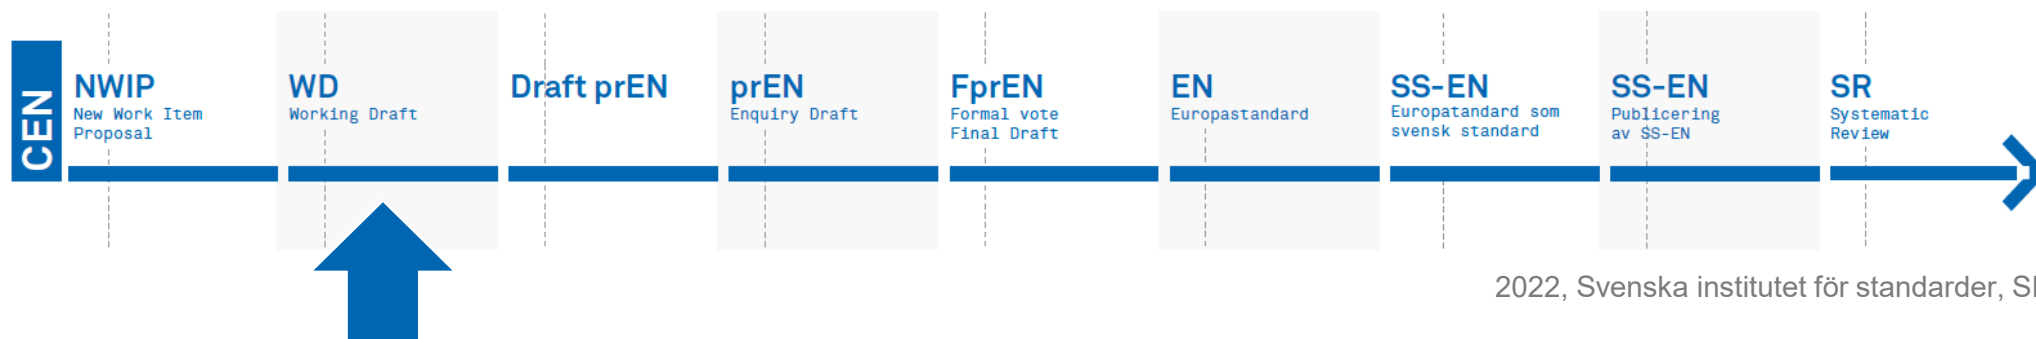 CEN
NWIP
New Work Item
Proposal
WD
Working Draft
Draft prEN
prEN
Enquiry Draft
FprEN
Formal vote
Final Draft
EN
Europastandard
SS-EN
Europatandard som
svensk standard
SS-EN
Publicering
av SS-EN
SR
Systematic
Review
2022, Svenska institutet för standarder,